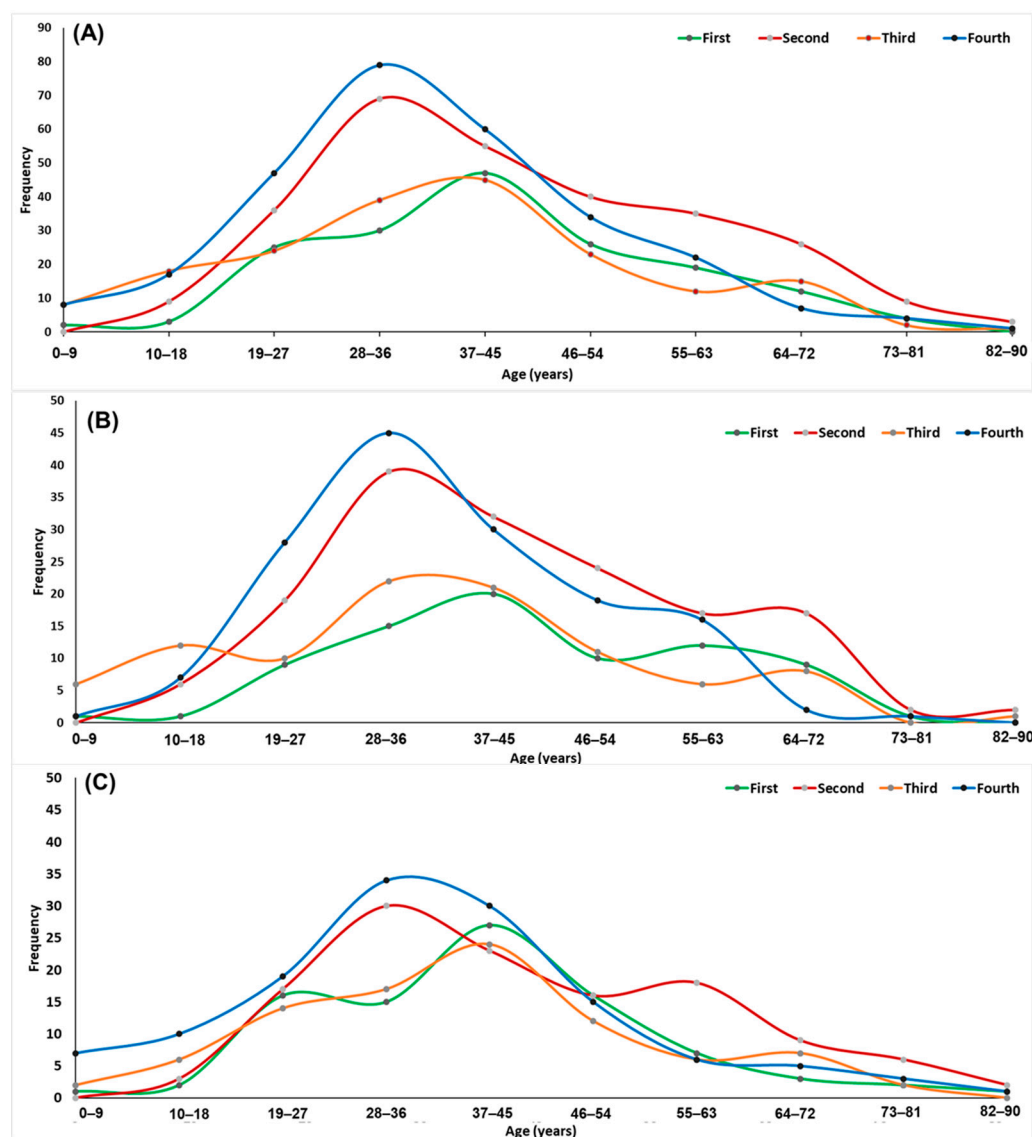 (A)
First Second Third Fourth
90
80
70
60
50
40
30
20
10
0
Frequency
0–9 10–18 19–27 28–36 37–45 46–54 55–63 64–72 73–81 82–90
Age (years)
(B)
First Second Third Fourth
50
45
40
35
30
25
20
15
10
5
0
Frequency
0–9 10–18 19–27 28–36 37–45 46–54 55–63 64–72 73–81 82–90
Age (years)
(C)
First Second Third Fourth
50
45
40
35
30
25
20
15
10
5
0
Frequency
0–9 10–18 19–27 28–36 37–45 46–54 55–63 64–72 73–81 82–90
Age (years)